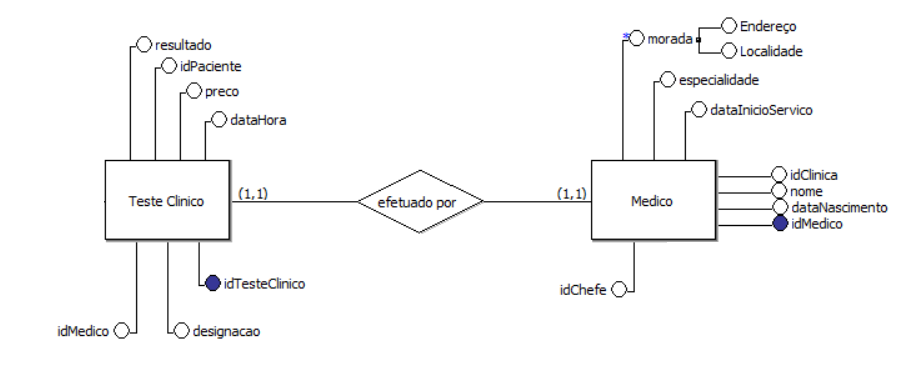 Endereço
* morada
Localidade
resultado
idPaciente
especialidade
preco
dataInicioServico
dataHora
idClinica
(1,1)
(1,1)
nome
Teste Clinico
efetuado por
Medico
dataNascimento
idMedico
idTesteClinico
idChefe
idMedico
designacao